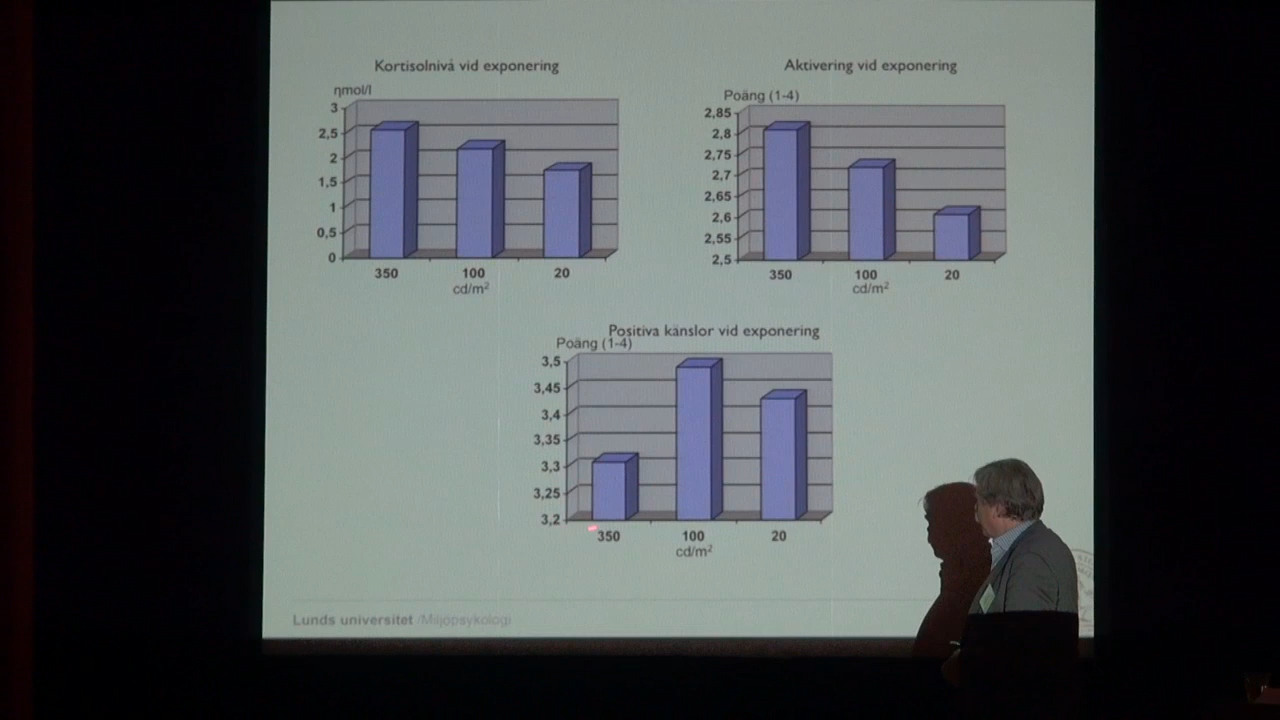 Kortisolnivå vid exponering
ηmol/l
3
2,5
2
1,5
1
0,5
0
350 100 20
cd/m²
Aktivering vid exponering
Poäng (1-4)
2,85
2,8
2,75
2,7
2,65
2,6
2,55
2,5
350 100 20
cd/m²
Positiva känslor vid exponering
Poäng (1-4)
3,5
3,45
3,4
3,35
3,3
3,25
3,2
350 100 20
cd/m²
Lunds universitet /Miljöpsykologi